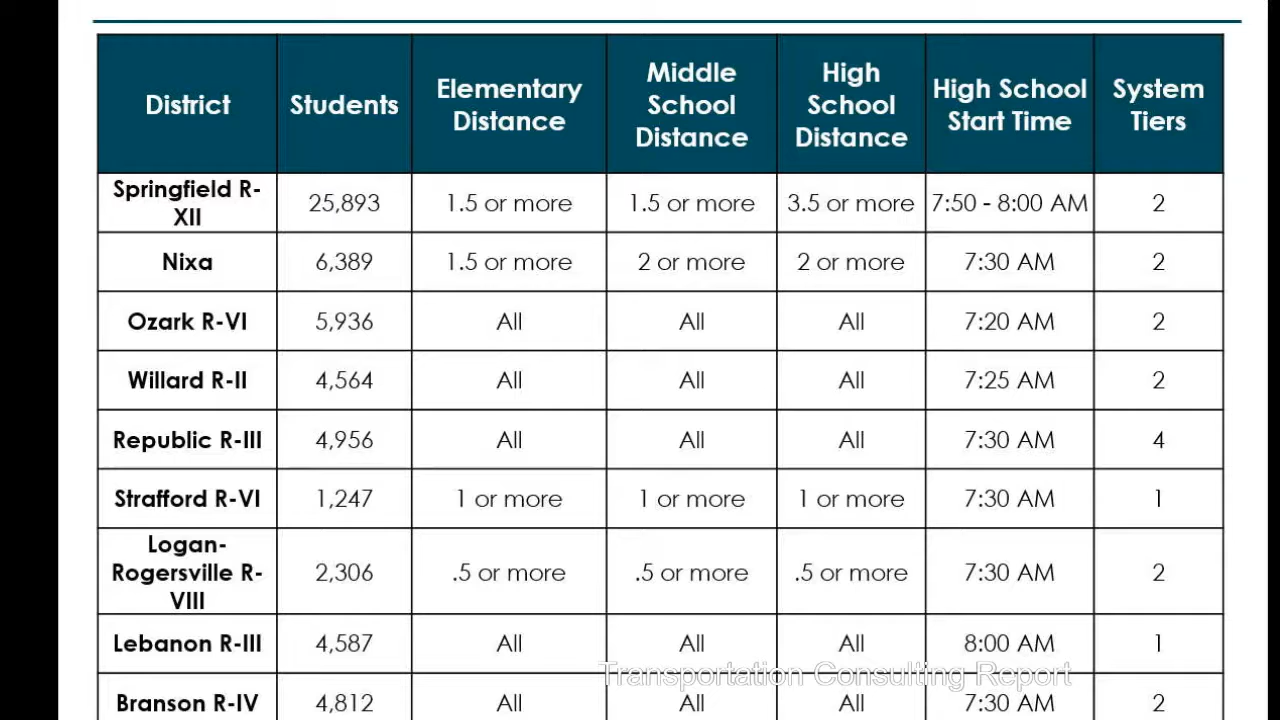 District Students Elementary Distance Middle School Distance High School Distance High School Start Time System Tiers
Springfield R-XII 25,893 1.5 or more 1.5 or more 3.5 or more 7:50 - 8:00 AM 2
Nixa 6,389 1.5 or more 2 or more 2 or more 7:30 AM 2
Ozark R-VI 5,936 All All All 7:20 AM 2
Willard R-II 4,564 All All All 7:25 AM 2
Republic R-III 4,956 All All All 7:30 AM 4
Strafford R-VI 1,247 1 or more 1 or more 1 or more 7:30 AM 1
Logan-Rogersville R-VIII 2,306 .5 or more .5 or more .5 or more 7:30 AM 2
Lebanon R-III 4,587 All All All 8:00 AM 1
Transportation Consulting Report
Branson R-IV 4,812 All All All 7:30 AM 2